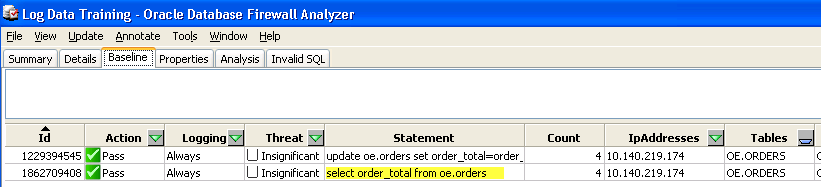 Log Data Training - Oracle Database Firewall Analyzer
File View Update Annotate Tools Window Help
Summary Details Baseline Properties Analysis Invalid SQL
Id Action Logging Threat Statement Count IpAddresses Tables
1229394545 Pass Always Insignificant update oe.orders set order_total=order_ 4 10.140.219.174 OE.ORDERS
1862709408 Pass Always Insignificant select order_total from oe.orders 4 10.140.219.174 OE.ORDERS